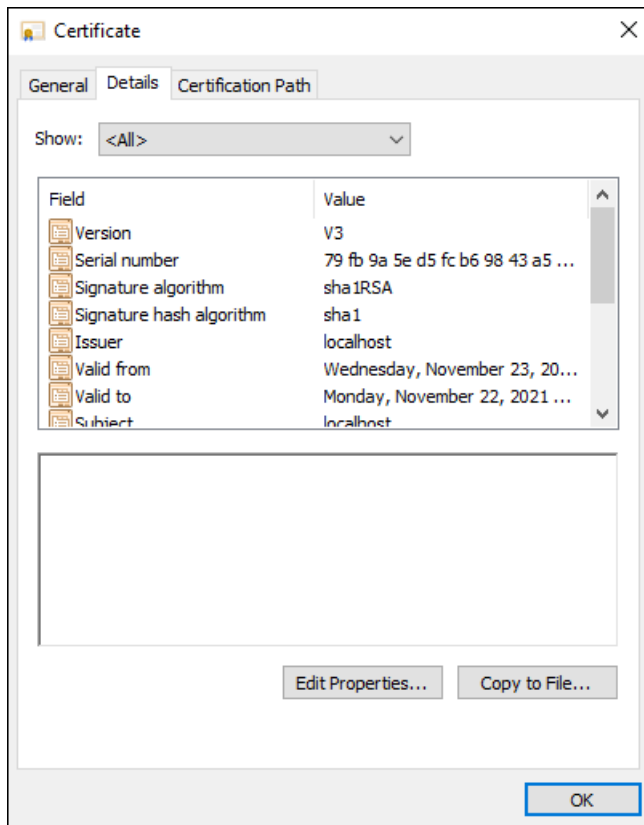 Certificate
General Details Certification Path
Show: <All>
Field Value
Version V3
Serial number 79 fb 9a 5e d5 fc b6 98 43 a5 ...
Signature algorithm sha1RSA
Signature hash algorithm sha1
Issuer localhost
Valid from Wednesday, November 23, 20...
Valid to Monday, November 22, 2021 ...
Subject localhost
Edit Properties... Copy to File...
OK